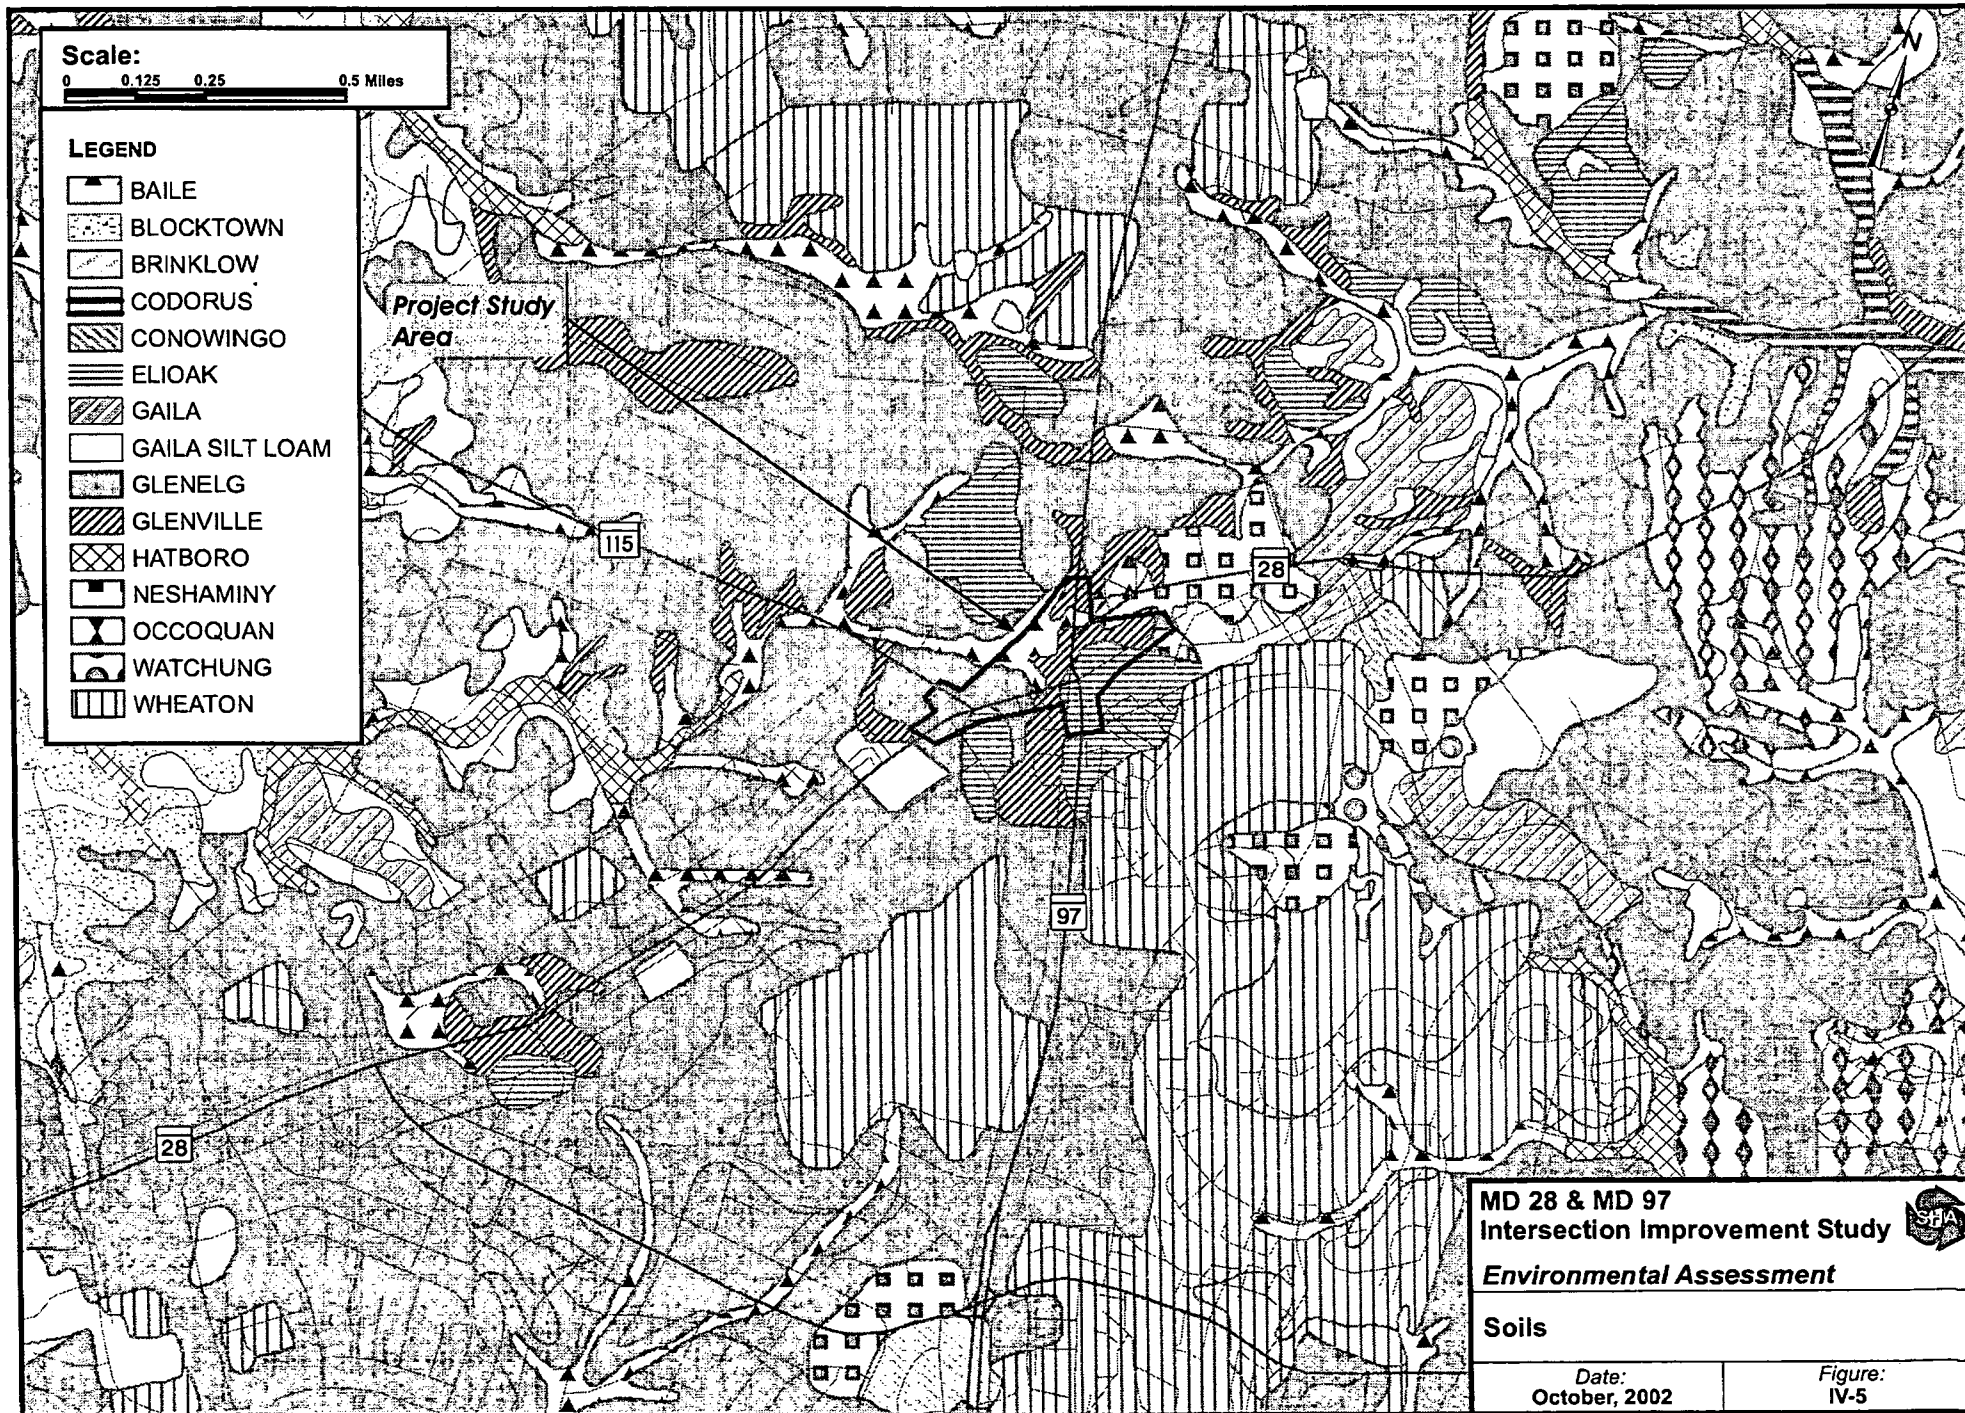 Scale:
0 0.125 0.25 0.5 Miles
LEGEND
BAILE
BLOCKTOWN
BRINKLOW
CODORUS
CONOWINGO
ELIOAK
GAILA
GAILA SILT LOAM
GLENELG
GLENVILLE
HATBORO
NESHAMINY
OCCOQUAN
WATCHUNG
WHEATON
N
Project Study
Area
115
28
97
28
MD 28 & MD 97
Intersection Improvement Study
SHA
Environmental Assessment
Soils
Date:
October, 2002
Figure:
IV-5